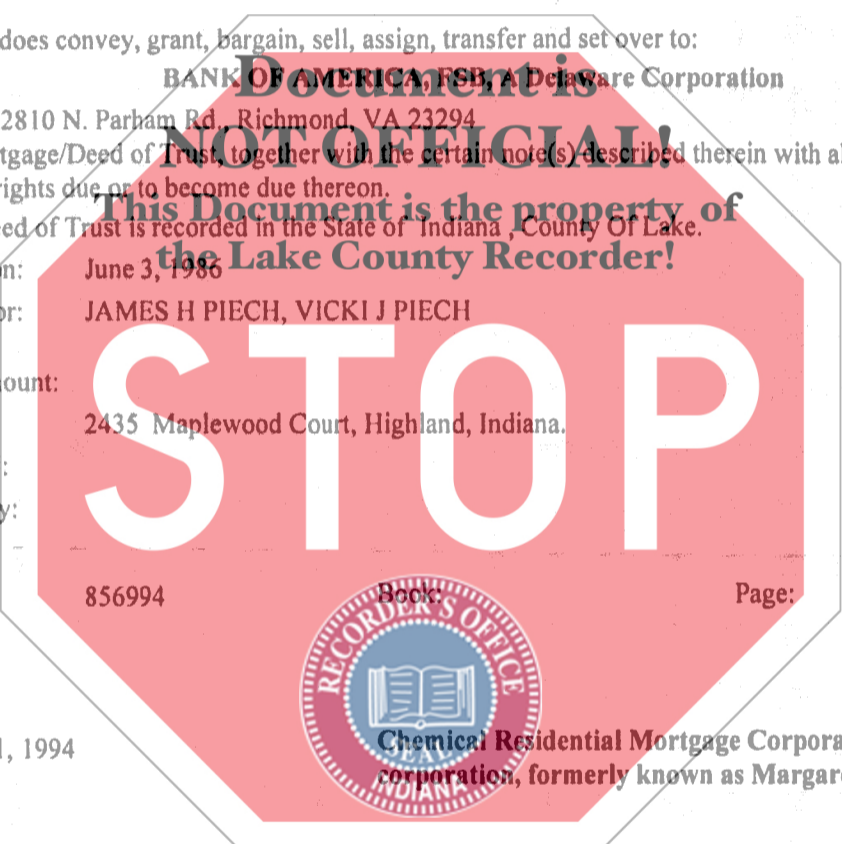 does convey, grant, bargain, sell, assign, transfer and set over to:
Document is
BANK OF AMERICA, FSB, A Delaware Corporation
2810 N. Parham Rd., Richmond, VA 23294
NOT OFFICIAL!
tgage/Deed of Trust, together with the certain note(s) described therein with al
rights due or to become due thereon.
This Document is the property of
ed of Trust is recorded in the State of Indiana , County Of Lake.
the Lake County Recorder!
n: June 3, 1986
or: JAMES H PIECH, VICKI J PIECH
STOP
ount:
2435 Maplewood Court, Highland, Indiana.
:
y:
856994 Book: Page:
RECORDER'S OFFICE
SEAL
INDIANA
1, 1994
Chemical Residential Mortgage Corpora
corporation, formerly known as Margar